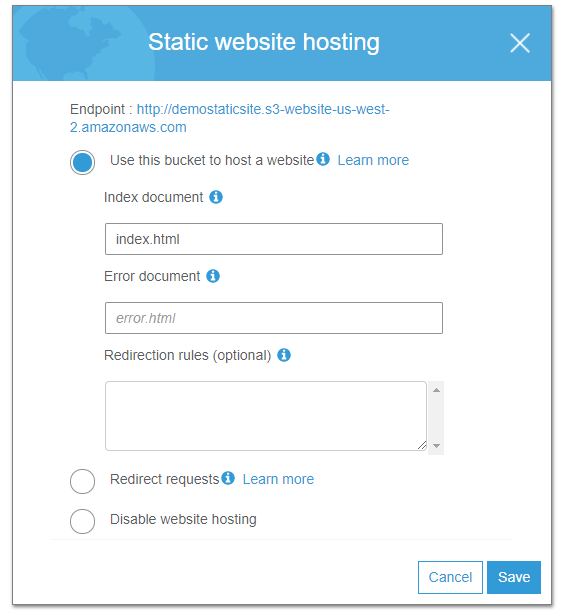 Static website hosting
Endpoint : http://demostaticsite.s3-website-us-west-
2.amazonaws.com
Use this bucket to host a website Learn more
Index document
index.html
Error document
error.html
Redirection rules (optional)
Redirect requests Learn more
Disable website hosting
Cancel Save